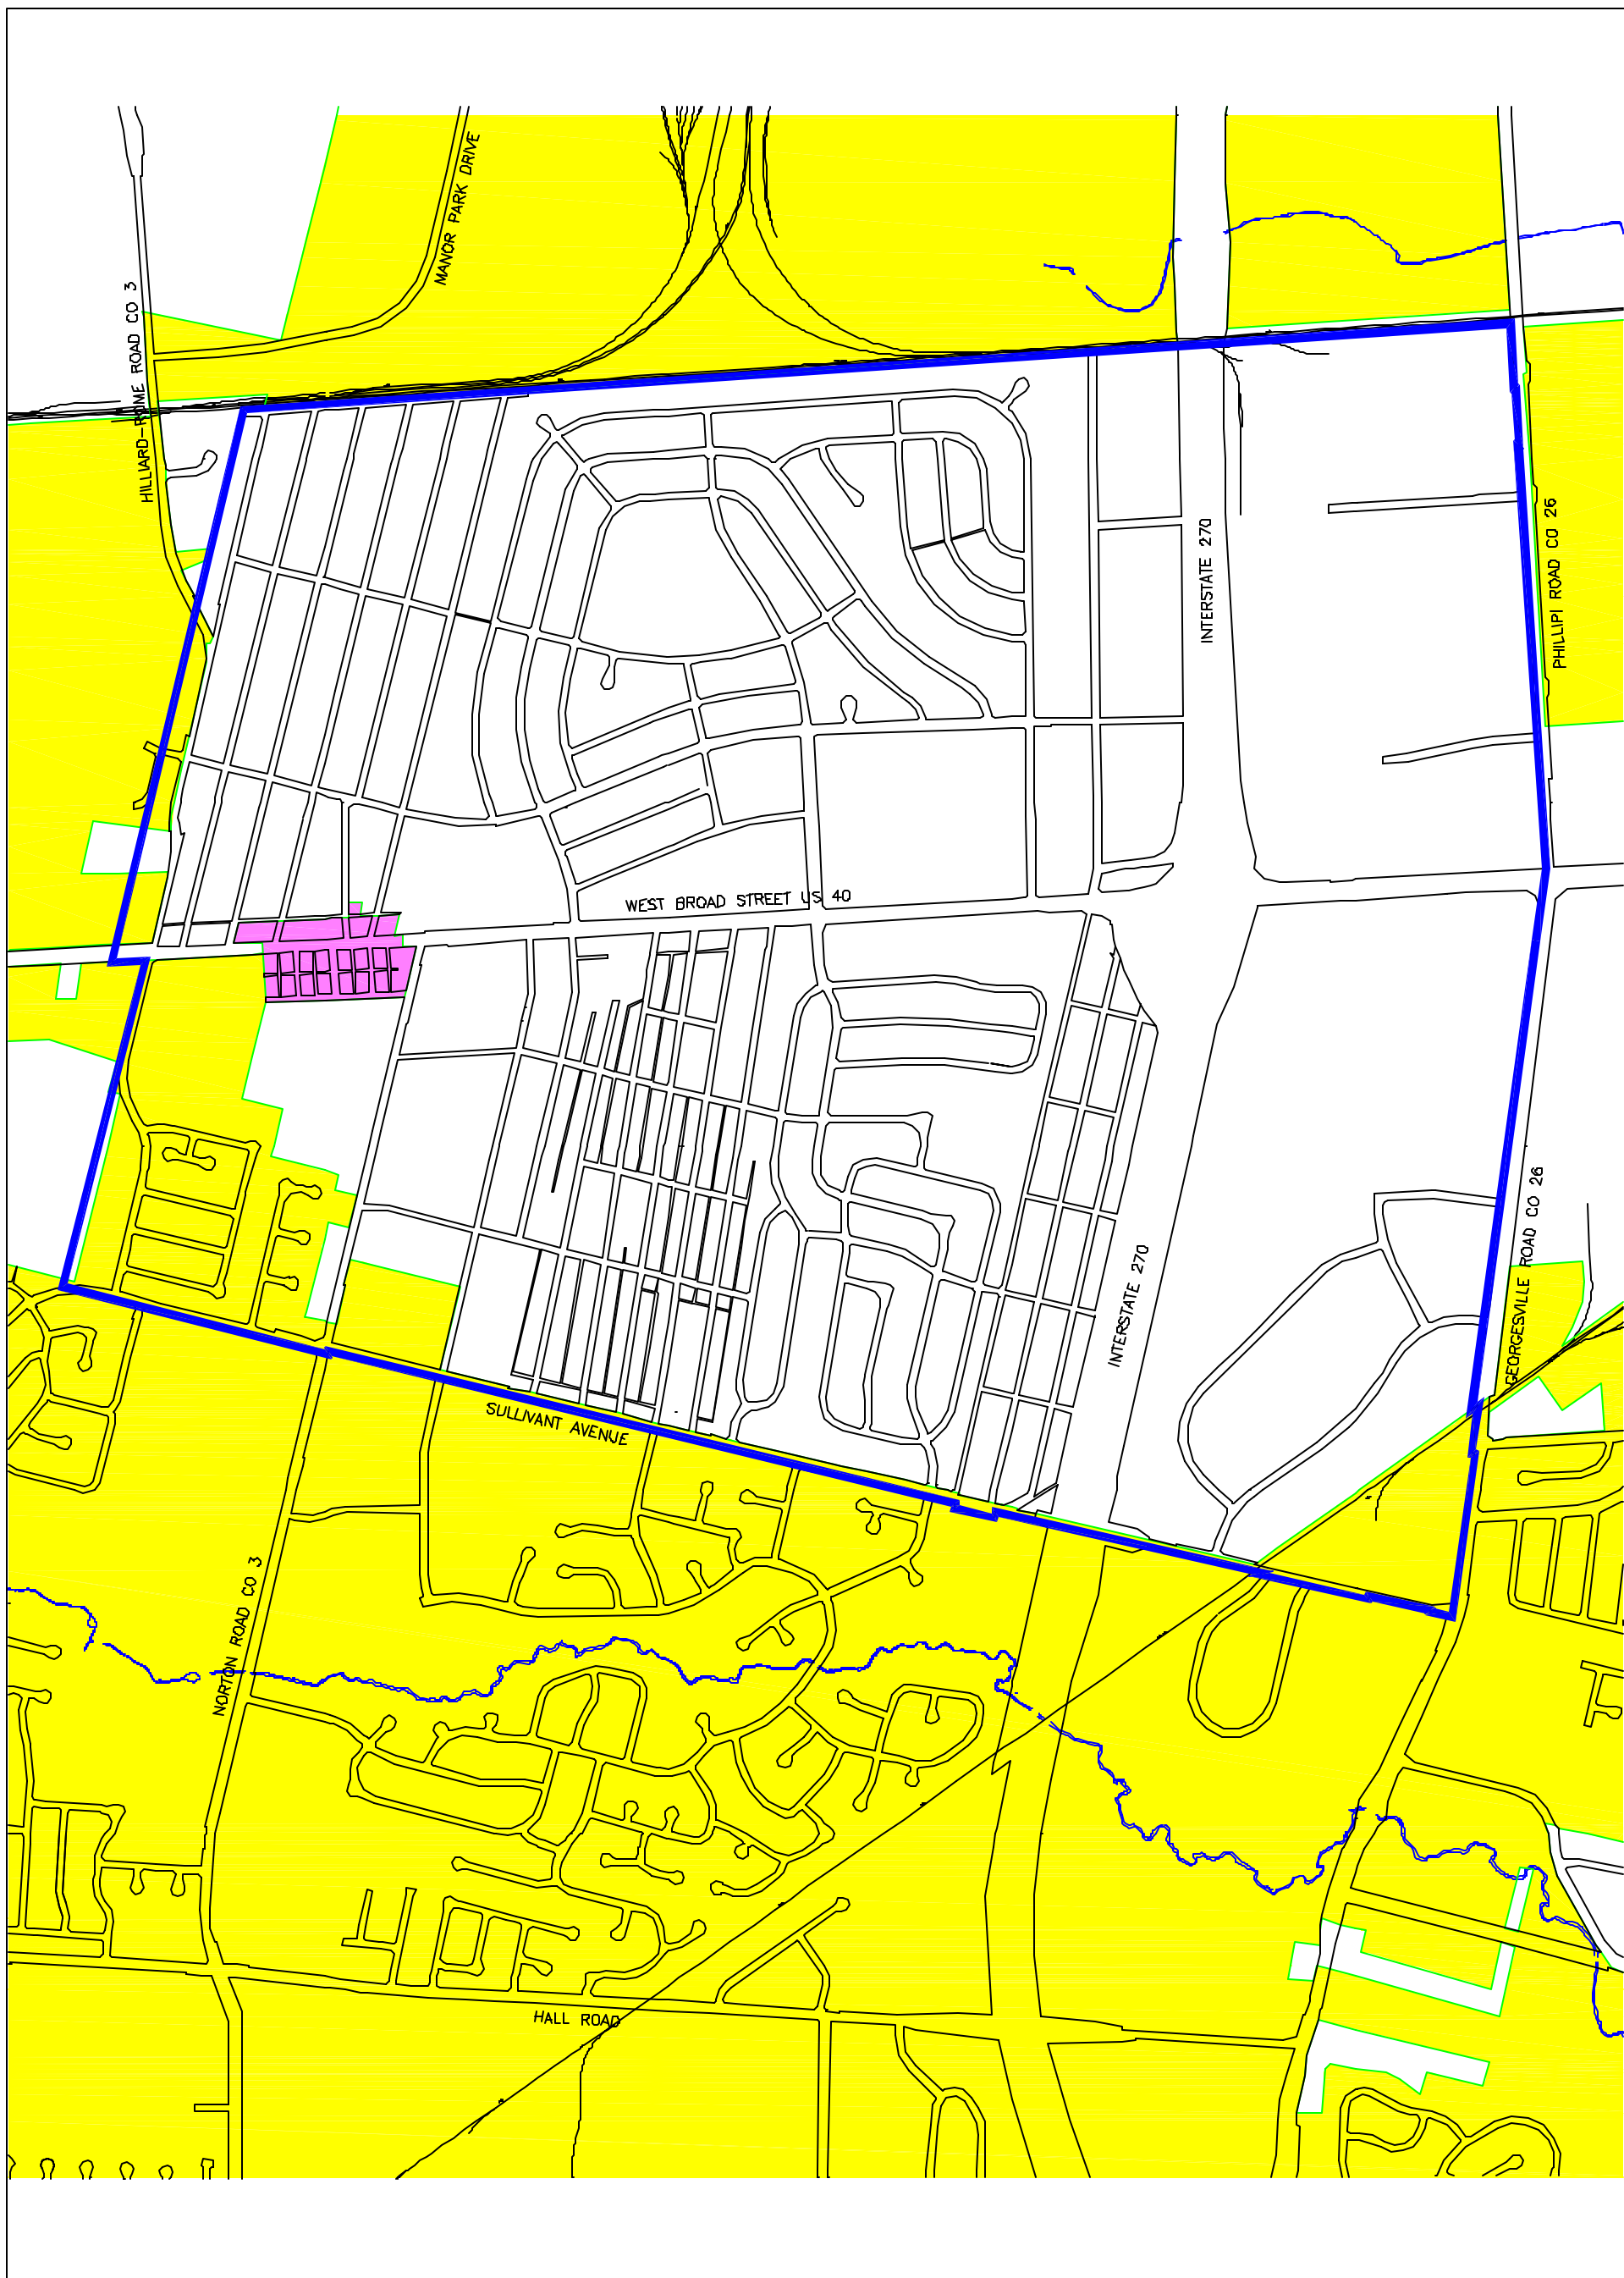 MANOR PARK DRIVE
HILLIARD-ROME ROAD CO 3
INTERSTATE 270
PHILLIPI ROAD CO 26
WEST BROAD STREET US 40
GEORGESVILLE ROAD CO 26
INTERSTATE 270
SULLIVANT AVENUE
NORTON ROAD CO 3
HALL ROAD